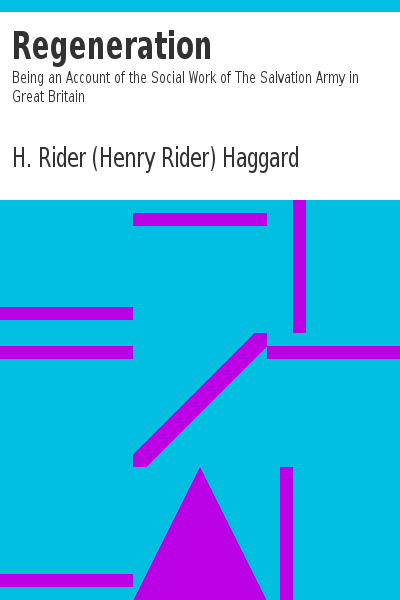 Regeneration
Being an Account of the Social Work of The Salvation Army in
Great Britain
H. Rider (Henry Rider) Haggard